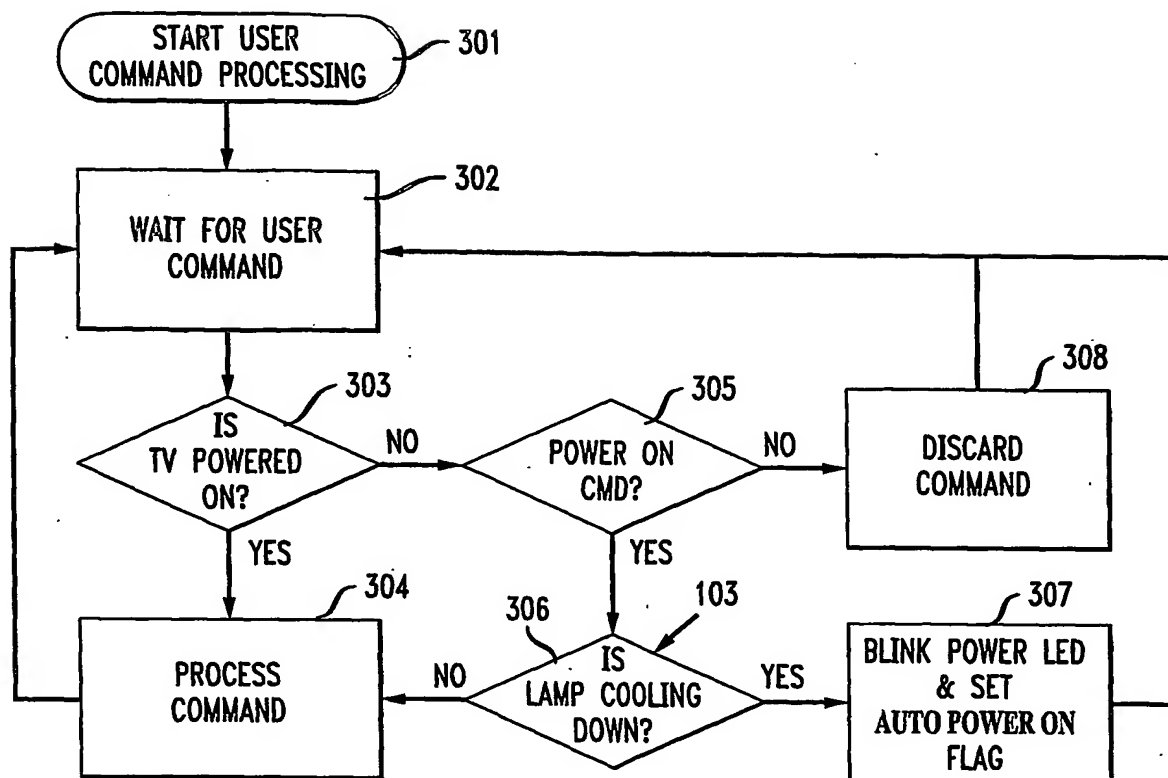 START USER
COMMAND PROCESSING
301
302
WAIT FOR USER
COMMAND
303
IS
TV POWERED
ON?
NO
305
POWER ON
CMD?
NO
308
DISCARD
COMMAND
YES
YES
304
PROCESS
COMMAND
NO
306
103
IS
LAMP COOLING
DOWN?
YES
307
BLINK POWER LED
& SET
AUTO POWER ON
FLAG